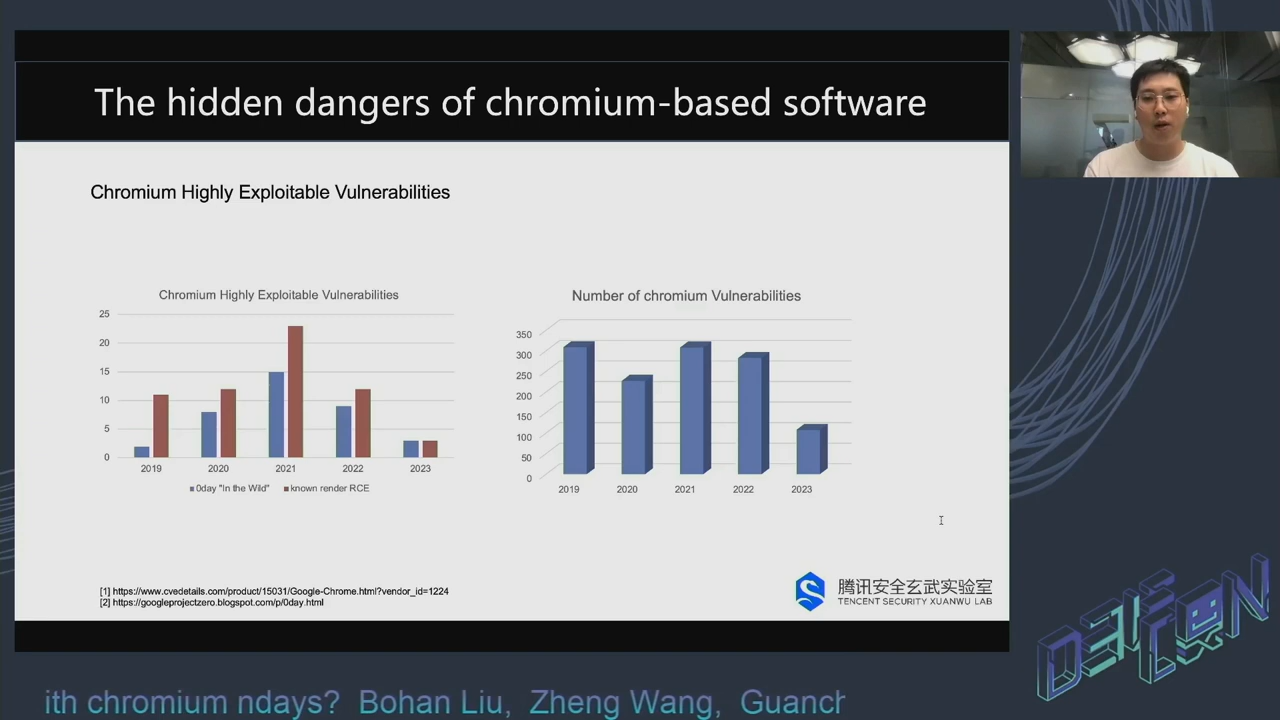 The hidden dangers of chromium-based software
Chromium Highly Exploitable Vulnerabilities
Chromium Highly Exploitable Vulnerabilities
25
20
15
10
5
0
2019 2020 2021 2022 2023
0day "In the Wild" known render RCE
Number of chromium Vulnerabilities
350
300
250
200
150
100
50
0
2019 2020 2021 2022 2023
[1] https://www.cvedetails.com/product/15031/Google-Chrome.html?vendor_id=1224
[2] https://googleprojectzero.blogspot.com/p/0day.html
腾讯安全玄武实验室
TENCENT SECURITY XUANWU LAB
DEF
CON
ith chromium ndays? Bohan Liu, Zheng Wang, Guanch